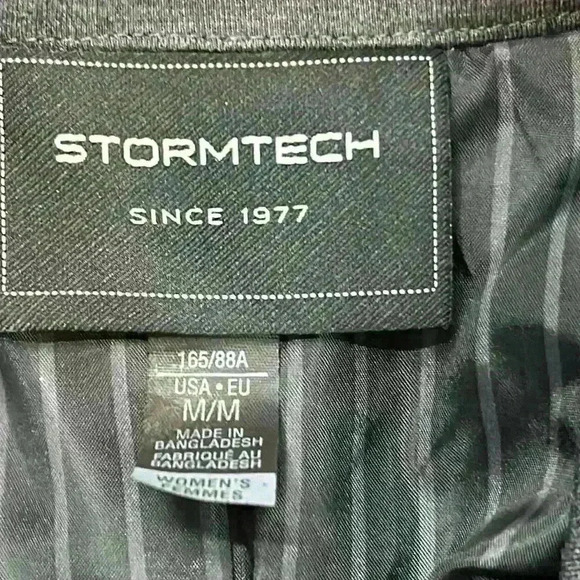 STORMTECH
SINCE 1977
165/88A
USA • EU
M/M
MADE IN
BANGLADESH
FABRIQUÉ AU
BANGLADESH
WOMEN'S
FEMMES